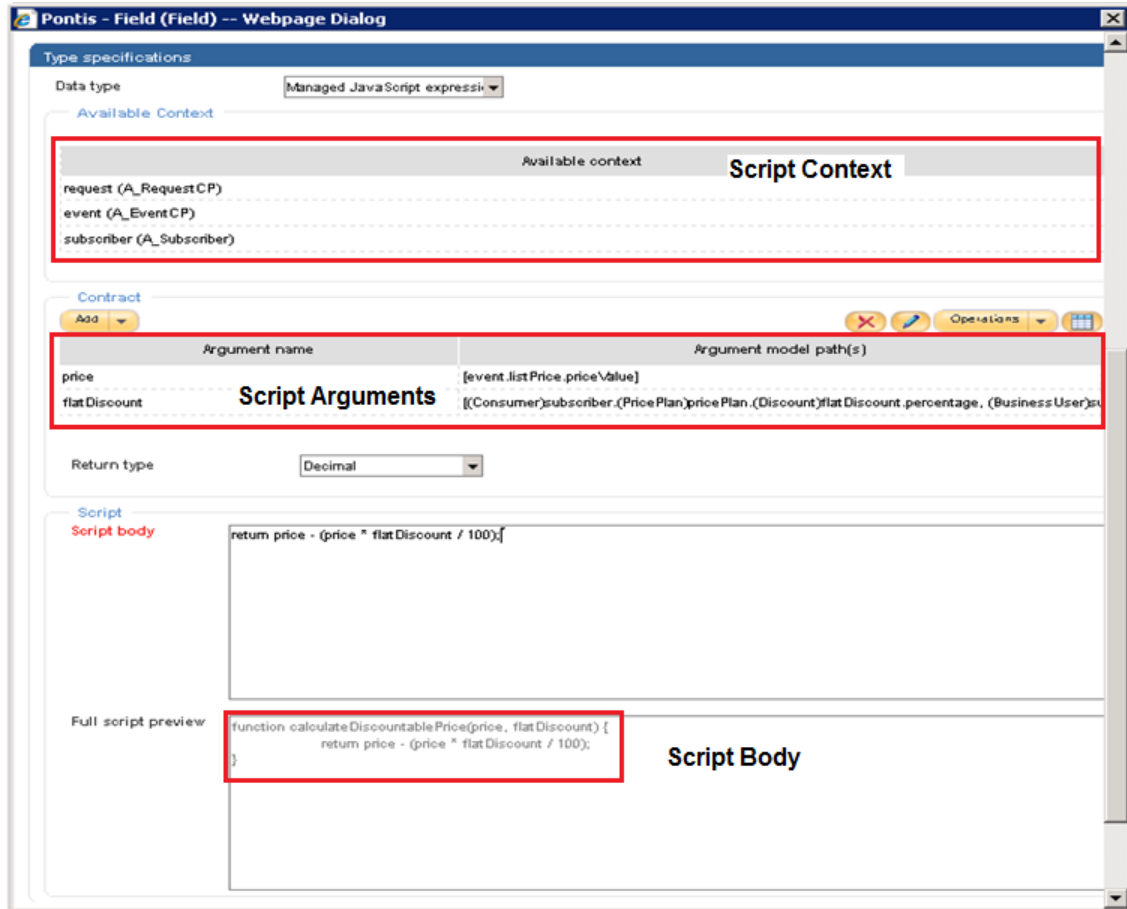 Pontis - Field (Field) -- Webpage Dialog
Type specifications
Data type
Managed JavaScript expressi
Available Context
Available context
Script Context
request (A_RequestCP)
event (A_EventCP)
subscriber (A_Subscriber)
Contract
Add
Operations
Argument name
Argument model path(s)
price
[event.listPrice.priceValue]
flatDiscount
Script Arguments
[(Consumer)subscriber.(PricePlan)pricePlan.(Discount)flatDiscount.percentage, (BusinessUser)su
Return type
Decimal
Script
Script body
return price - (price * flatDiscount / 100);
Full script preview
function calculateDiscountablePrice(price, flatDiscount) {
return price - (price * flatDiscount / 100);
}
Script Body